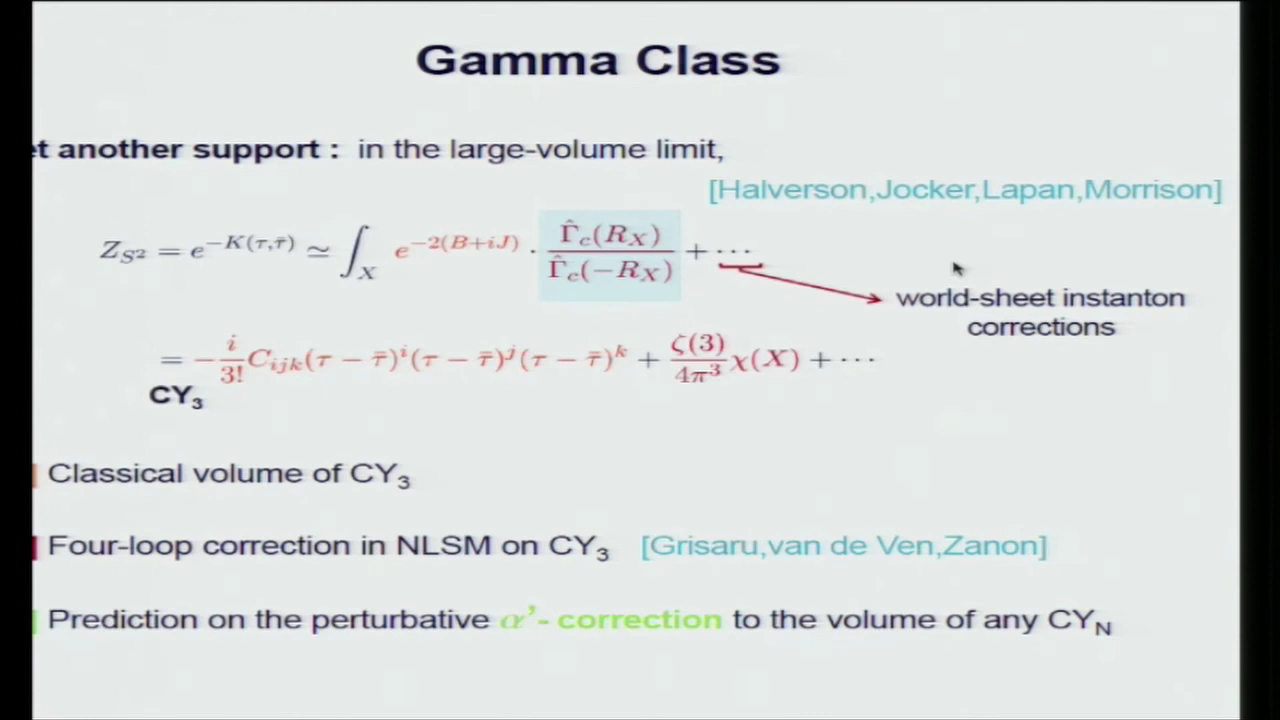 Gamma Class
et another support : in the large-volume limit,
[Halverson,Jocker,Lapan,Morrison]
Z_{S^2} = e^{-K(τ,τ̄)} ≃ ∫_X e^{-2(B+iJ)} · Γ̂_c(R_X) / Γ̂_c(-R_X) + ···
world-sheet instanton
corrections
= -i/3! C_{ijk}(τ - τ̄)^i(τ - τ̄)^j(τ - τ̄)^k + ζ(3)/4π^3 χ(X) + ···
CY_3
Classical volume of CY_3
Four-loop correction in NLSM on CY_3 [Grisaru,van de Ven,Zanon]
Prediction on the perturbative α'- correction to the volume of any CY_N